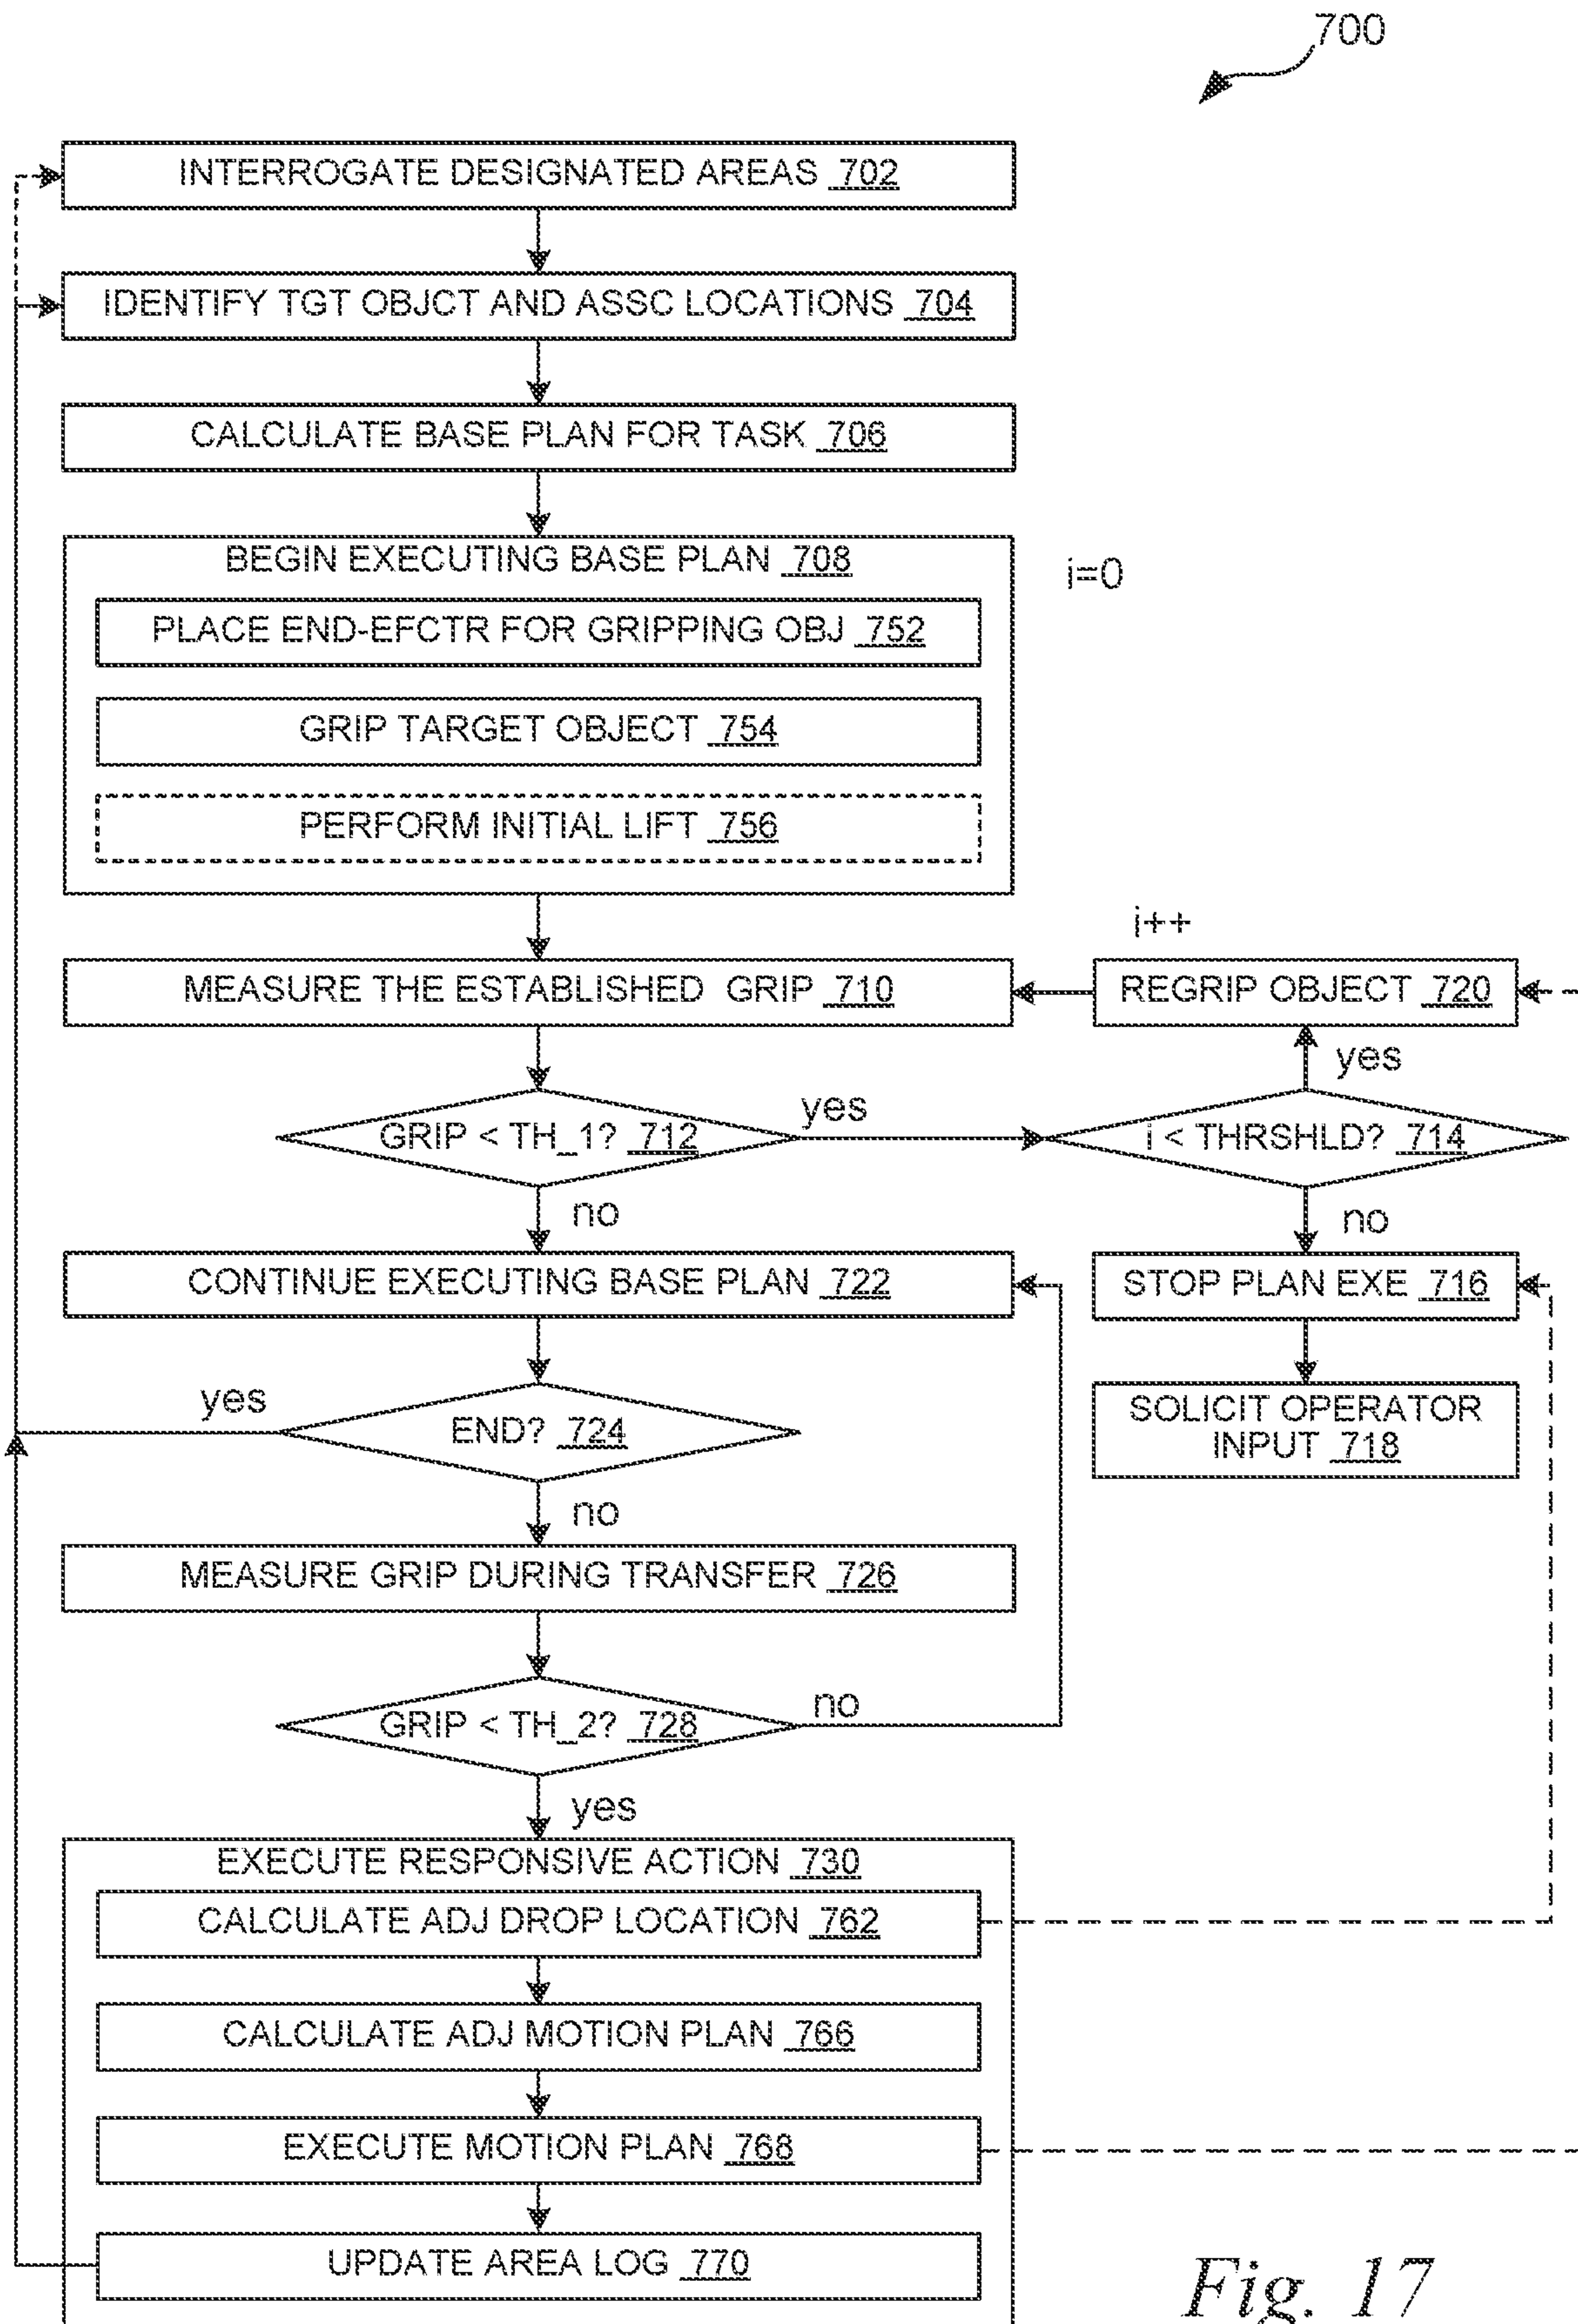 700
INTERROGATE DESIGNATED AREAS 702
IDENTIFY TGT OBJCT AND ASSC LOCATIONS 704
CALCULATE BASE PLAN FOR TASK 706
BEGIN EXECUTING BASE PLAN 708
i=0
PLACE END-EFCTR FOR GRIPPING OBJ 752
GRIP TARGET OBJECT 754
PERFORM INITIAL LIFT 756
i++
MEASURE THE ESTABLISHED GRIP 710
REGRIP OBJECT 720
yes
yes
GRIP < TH_1? 712
i < THRSHLD? 714
no
no
CONTINUE EXECUTING BASE PLAN 722
STOP PLAN EXE 716
yes
END? 724
SOLICIT OPERATOR
INPUT 718
no
MEASURE GRIP DURING TRANSFER 726
GRIP < TH_2? 728
no
yes
EXECUTE RESPONSIVE ACTION 730
CALCULATE ADJ DROP LOCATION 762
CALCULATE ADJ MOTION PLAN 766
EXECUTE MOTION PLAN 768
UPDATE AREA LOG 770
Fig. 17